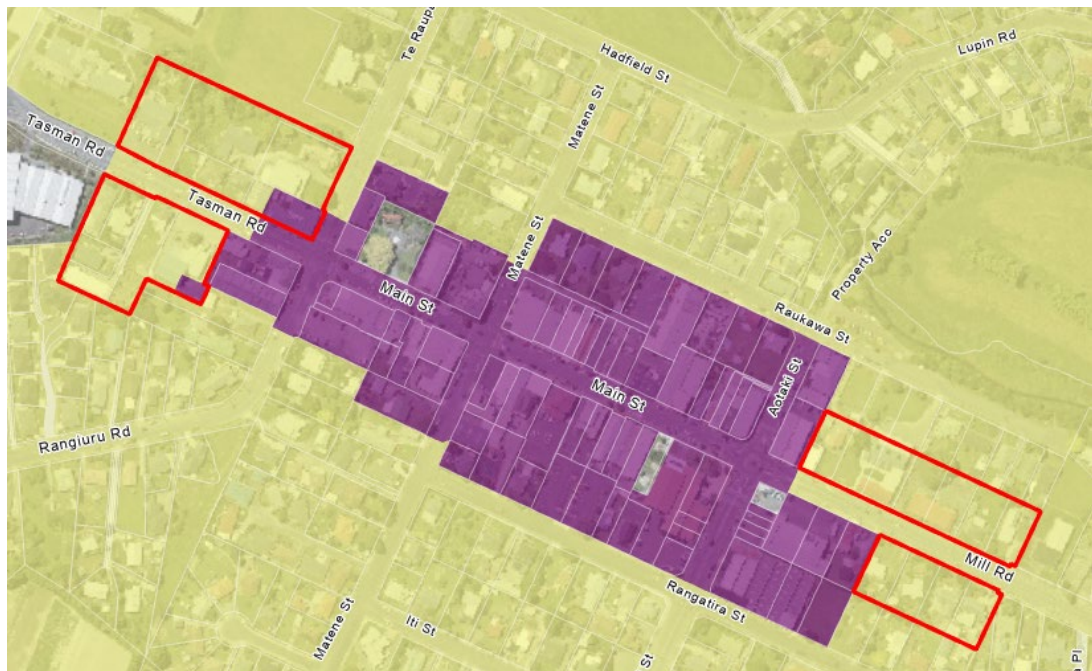 Te Raupa
Hadfield St
Lupin Rd
Matene St
Tasman Rd
Tasman Rd
Matene St
Property Acc
Main St
Raukawa St
Main St
Aotaki St
Rangiuru Rd
Mill Rd
Rangatira St
Matene St
Iti St
St
Pl